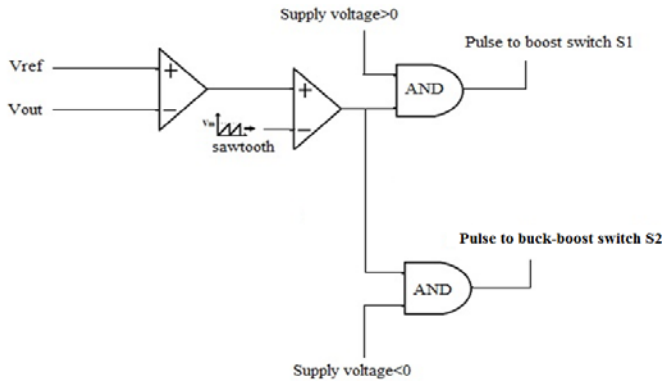 Supply voltage>0
Pulse to boost switch S1
Vref
+
AND
+
Vout
−
−
sawtooth
Pulse to buck-boost switch S2
AND
Supply voltage<0